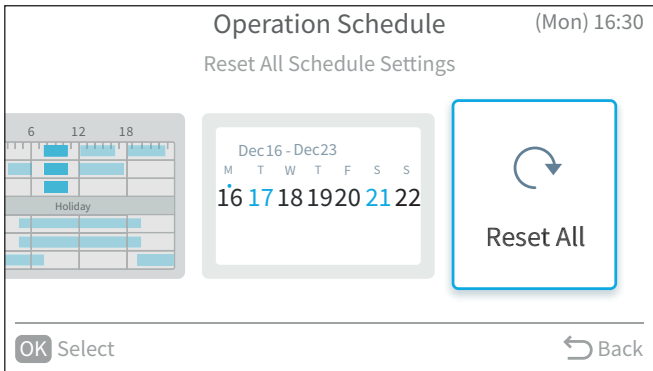 Operation Schedule
(Mon) 16:30
Reset All Schedule Settings
6 12 18
Holiday
Dec16 - Dec23
M T W T F S S
16 17 18 19 20 21 22
Reset All
OK Select
Back